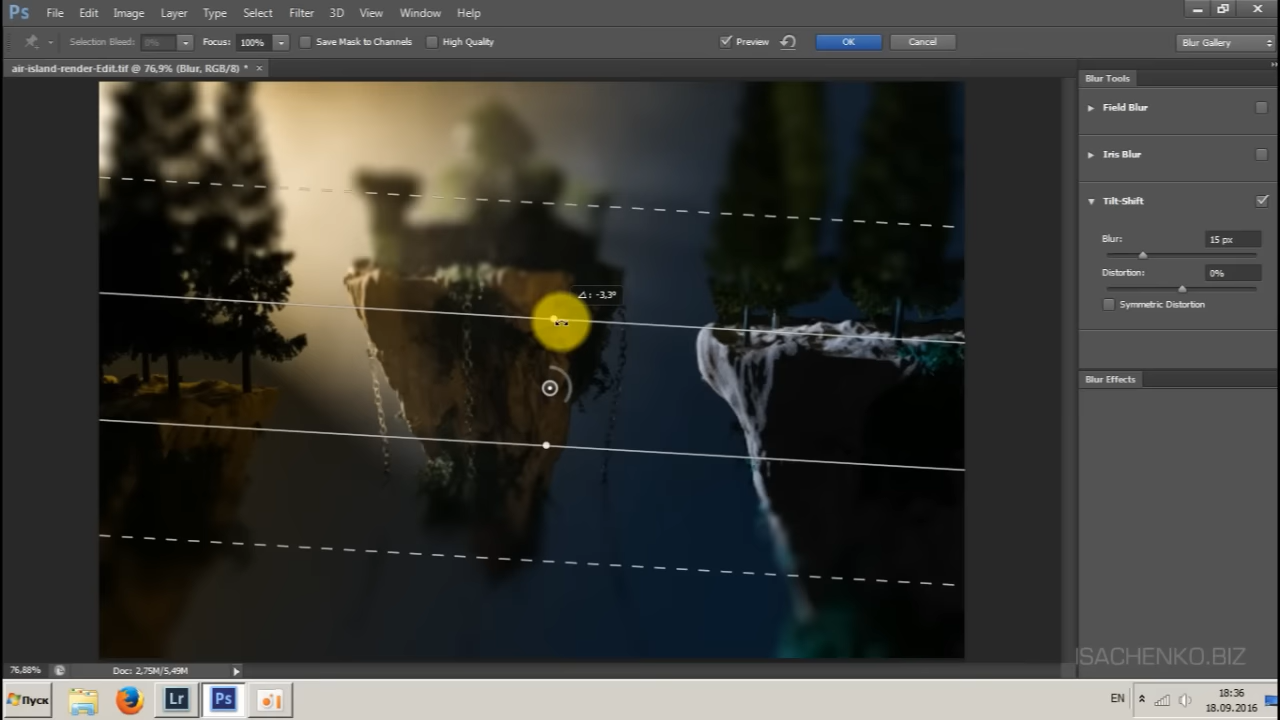 Ps File Edit Image Layer Type Select Filter 3D View Window Help
Selection Bleed: 0% Focus: 100% Save Mask to Channels High Quality Preview OK Cancel Blur Gallery
air-island-render-Edit.tif @ 76,9% (Blur, RGB/8) * ×
Blur Tools
Field Blur
Iris Blur
Tilt-Shift
Blur: 15 px
Distortion: 0%
Symmetric Distortion
Blur Effects
∠: -3,3°
ISACHENKO.BIZ
76,88% Doc: 2,75M/5,49M
Пуск Lr Ps EN 18:36
18.09.2016